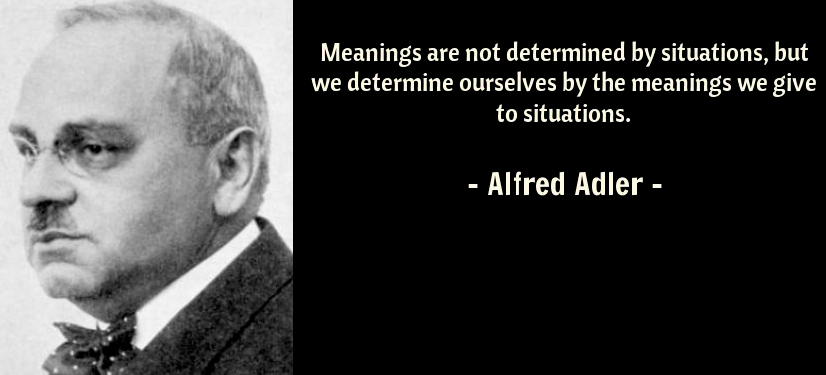 Meanings are not determined by situations, but
we determine ourselves by the meanings we give
to situations.
- Alfred Adler -